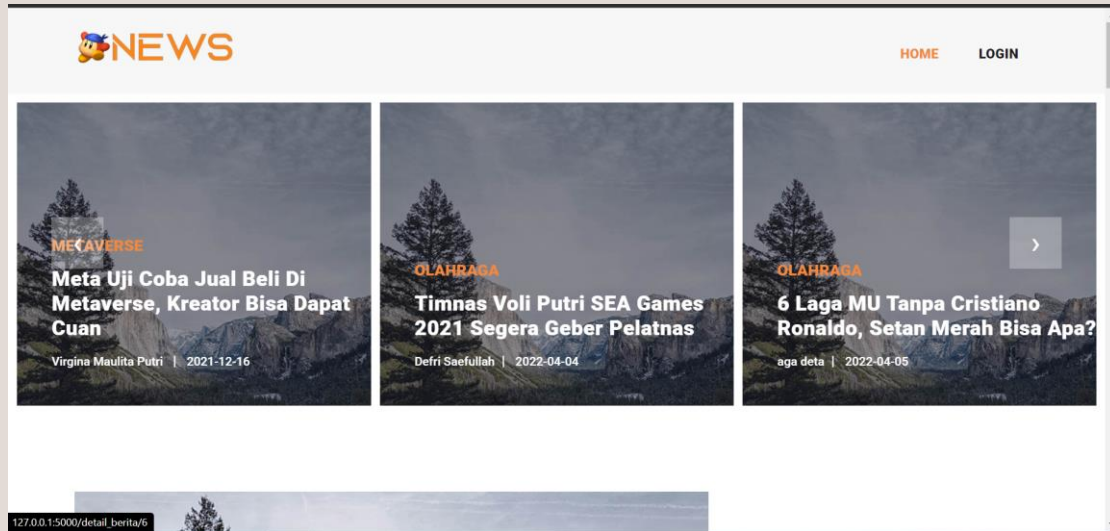 NEWS
HOME LOGIN
METAVERSE
Meta Uji Coba Jual Beli Di
Metaverse, Kreator Bisa Dapat
Cuan
Virgina Maulita Putri | 2021-12-16
OLAHRAGA
Timnas Voli Putri SEA Games
2021 Segera Geber Pelatnas
Defri Saefullah | 2022-04-04
OLAHRAGA
6 Laga MU Tanpa Cristiano
Ronaldo, Setan Merah Bisa Apa?
aga deta | 2022-04-05
127.0.0.1:5000/detail_berita/6